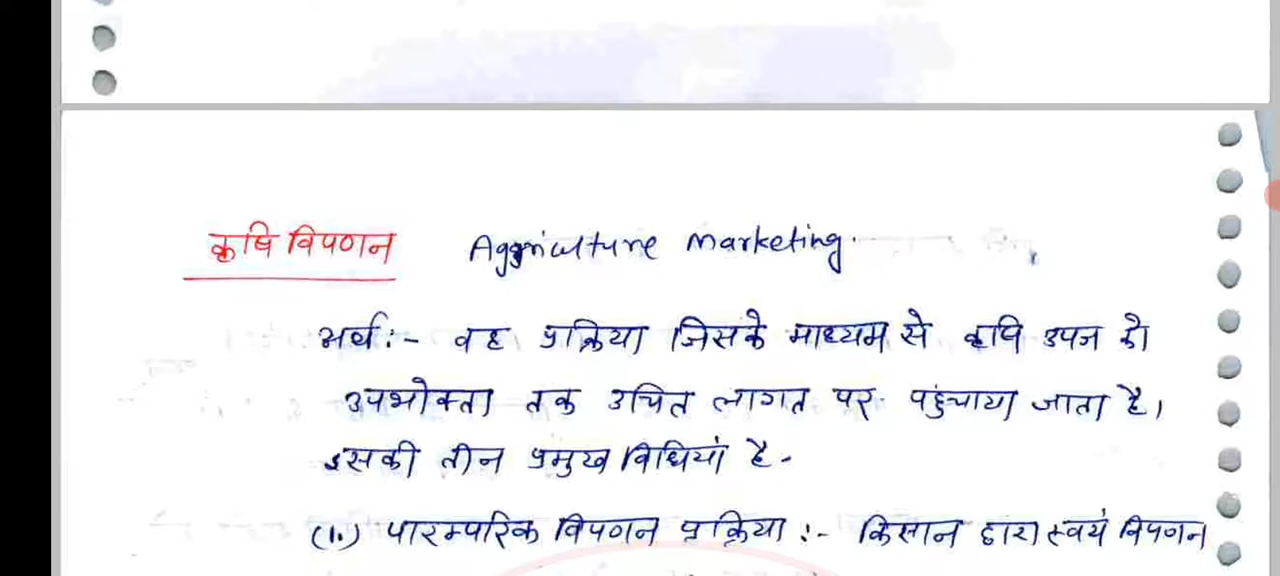 कृषि विपणन Aggriculture marketing.
अर्थ:- वह प्रक्रिया जिसके माध्यम से कृषि उपज को
उपभोक्ता तक उचित लागत पर पहुंचाया जाता है।
इसकी तीन प्रमुख विधियां है-
(1.) पारम्परिक विपणन प्रक्रिया :- किसान द्वारा स्वयं विपणन